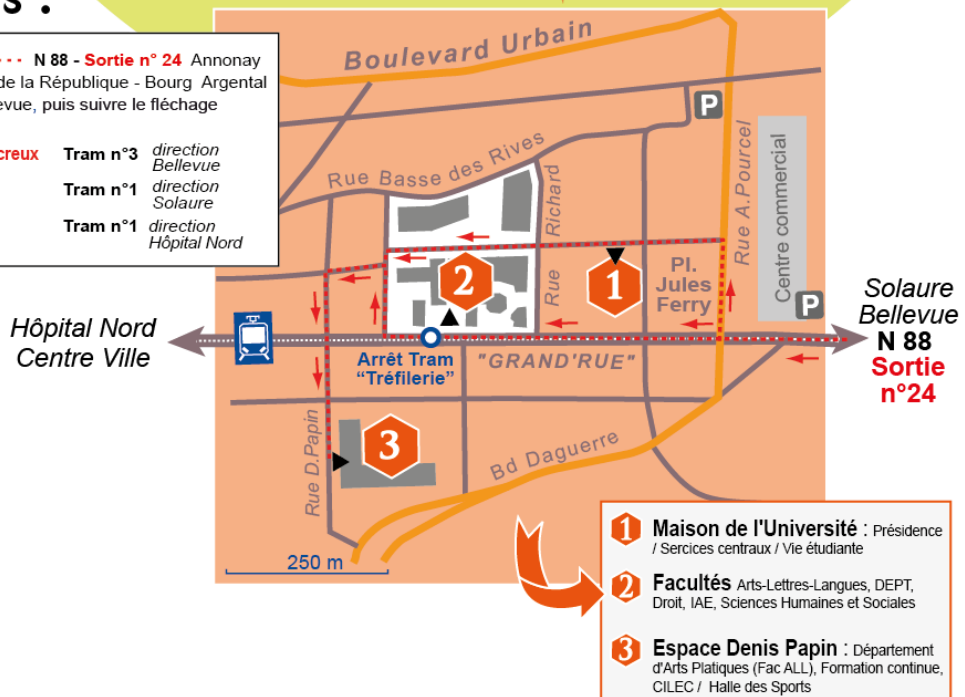 s :
N 88 - Sortie n° 24 Annonay
de la République - Bourg Argental
evue, puis suivre le fléchage
creux Tram n°3 direction
Bellevue
Tram n°1 direction
Solaure
Tram n°1 direction
Hôpital Nord
Boulevard Urbain
P
Rue Basse des Rives
Rue Richard
Rue A.Pourcel
Centre commercial
P
2
1
Pl.
Jules
Ferry
Hôpital Nord
Centre Ville
Solaure
Bellevue
N 88
Sortie
n°24
Arrêt Tram
"Tréfilerie"
"GRAND'RUE"
Rue D.Papin
3
Bd Daguerre
250 m
1 Maison de l'Université : Présidence
/ Sercices centraux / Vie étudiante
2 Facultés Arts-Lettres-Langues, DEPT,
Droit, IAE, Sciences Humaines et Sociales
3 Espace Denis Papin : Département
d'Arts Platiques (Fac ALL), Formation continue,
CILEC / Halle des Sports